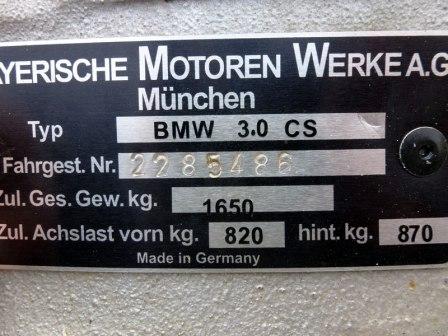 AYERISCHE MOTOREN WERKE A.G
München
Typ BMW 3.0 CS
Fahrgest. Nr. 2285486
Zul. Ges. Gew. kg. 1650
Zul. Achslast vorn kg. 820 hint. kg. 870
Made in Germany